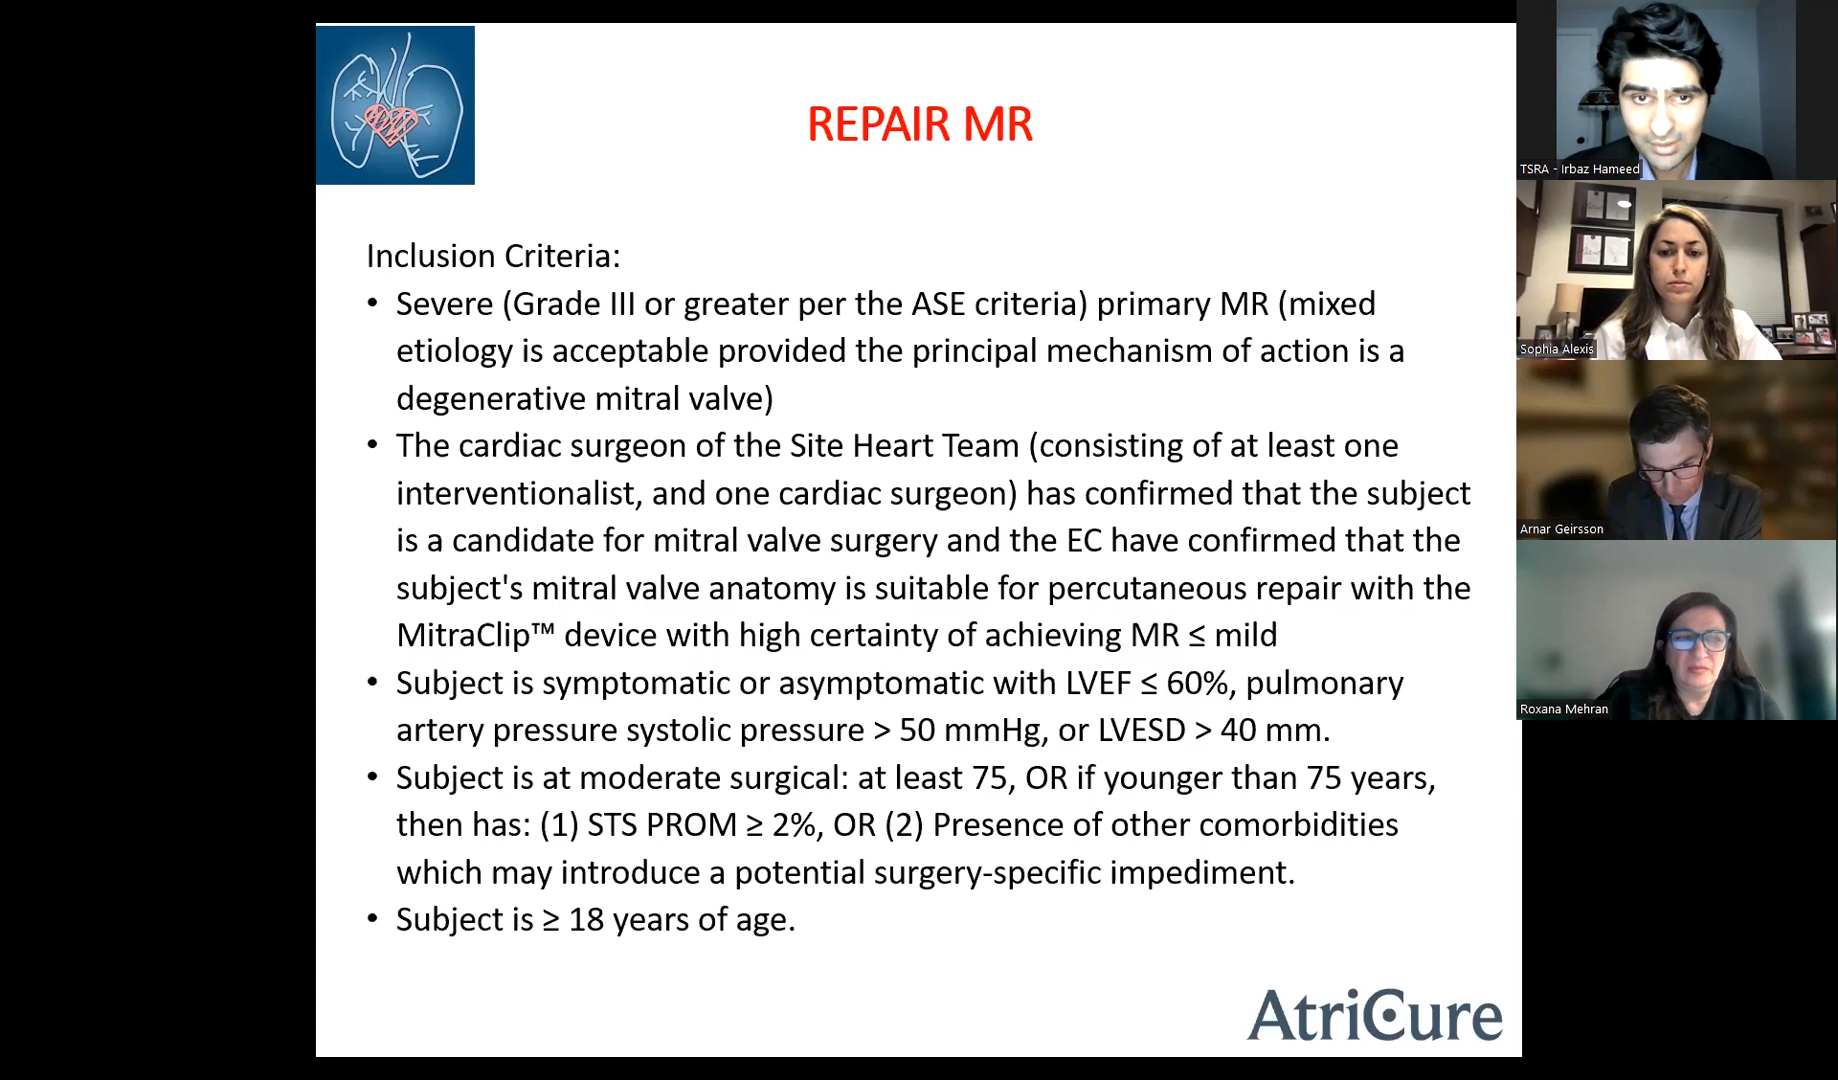 REPAIR MR
Inclusion Criteria:
• Severe (Grade III or greater per the ASE criteria) primary MR (mixed
etiology is acceptable provided the principal mechanism of action is a
degenerative mitral valve)
• The cardiac surgeon of the Site Heart Team (consisting of at least one
interventionalist, and one cardiac surgeon) has confirmed that the subject
is a candidate for mitral valve surgery and the EC have confirmed that the
subject's mitral valve anatomy is suitable for percutaneous repair with the
MitraClip™ device with high certainty of achieving MR ≤ mild
• Subject is symptomatic or asymptomatic with LVEF ≤ 60%, pulmonary
artery pressure systolic pressure > 50 mmHg, or LVESD > 40 mm.
• Subject is at moderate surgical: at least 75, OR if younger than 75 years,
then has: (1) STS PROM ≥ 2%, OR (2) Presence of other comorbidities
which may introduce a potential surgery-specific impediment.
• Subject is ≥ 18 years of age.
AtriCure
TSRA - Irbaz Hameed
Sophia Alexis
Arnar Geirsson
Roxana Mehran